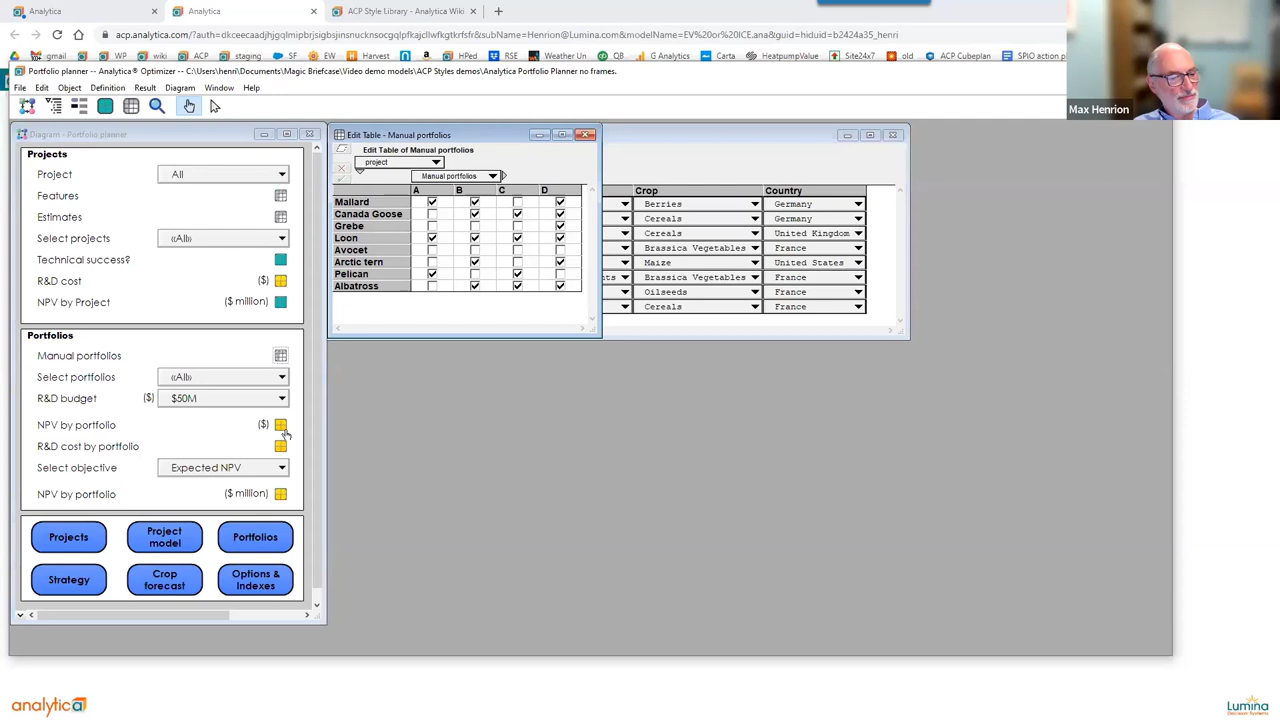 Analytica
Analytica
ACP Style Library - Analytica Wiki
acp.analytica.com/?auth=dkceecaadjhjgqlmipbrjsigbsjnsnucknsocgqlpfkajcllwfkgtkrfsfr&subName=Henrion@Lumina.com&modelName=EV%20or%20ICE.ana&guid=hiduid=b2424a35_henri
gmail
WP
wiki
staging
EW
HPed
RSE
Weather Un
G Analytics
Carta
HeatpumpValue
Harvest
Site24x7
old
ACP Cubeplan
SPIO action p
Portfolio planner -- Analytica® Optimizer -- C:\Users\henri\Documents\Magic Briefcase\Video demo models\ACP Styles demos\Analytica Portfolio Planner no frames.
File Edit Object Definition Result Diagram Window Help
Max Henrion
Diagram - Portfolio planner
Projects
Project All
Features
Estimates
Select projects «All»
Technical success?
R&D cost ($)
NPV by Project ($ million)
Portfolios
Manual portfolios
Select portfolios «All»
R&D budget ($) $50M
NPV by portfolio ($)
R&D cost by portfolio
Select objective Expected NPV
NPV by portfolio ($ million)
Projects
Project model
Portfolios
Strategy
Crop forecast
Options & Indexes
Edit Table - Manual portfolios
Edit Table of Manual portfolios
project
Manual portfolios
A B C D
Mallard
Canada Goose
Grebe
Loon
Avocet
Arctic tern
Pelican
Albatross
Crop Country
Berries Germany
Cereals Germany
Cereals United Kingdom
Brassica Vegetables France
Maize United States
nts Brassica Vegetables France
Oilseeds France
Cereals France
analytica
Lumina